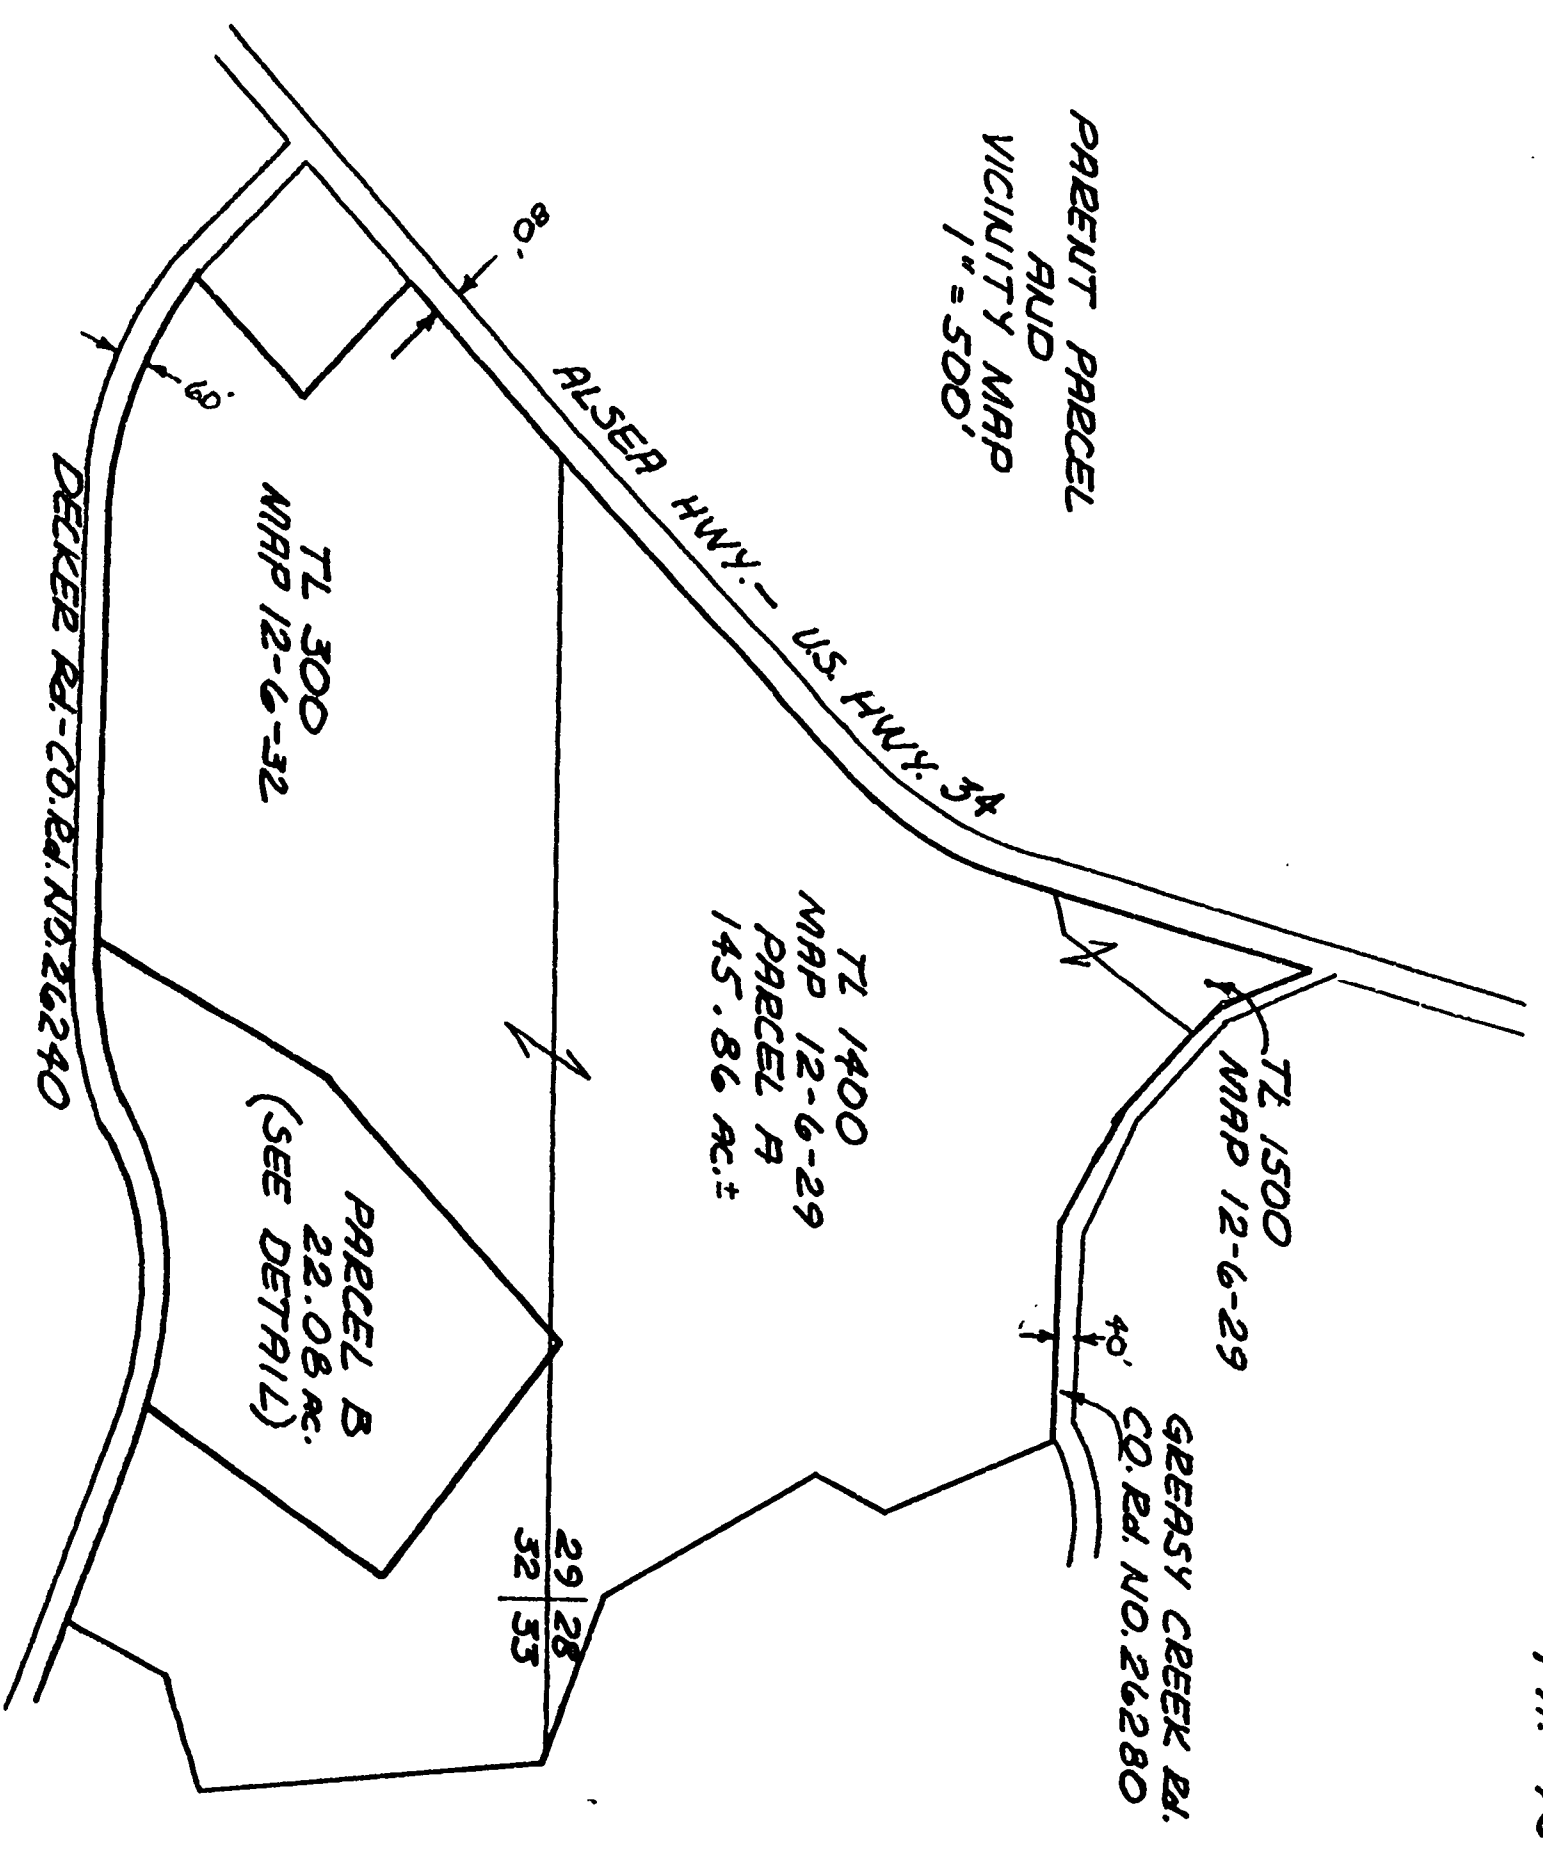 PARENT PARCEL
AND
VICINITY MAP
1" = 500'
80'
ALSEA HWY. - U.S. HWY. 34
60'
TL 1500
MAP 12-6-29
40'
GREASY CREEK Rd.
CO. Rd. NO. 26280
TL 1400
MAP 12-6-29
PARCEL A
145.86 AC.±
TL 300
MAP 12-6-32
29 28
32 33
PARCEL B
22.08 AC.
(SEE DETAIL)
DECKER Rd. - CO. Rd. NO. 26240